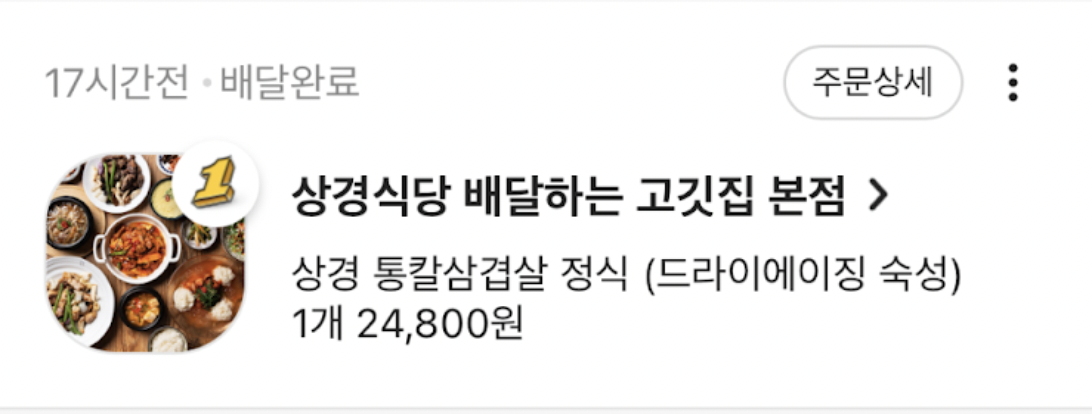 17시간전 • 배달완료
주문상세
1
상경식당 배달하는 고깃집 본점 >
상경 통칼삼겹살 정식 (드라이에이징 숙성)
1개 24,800원